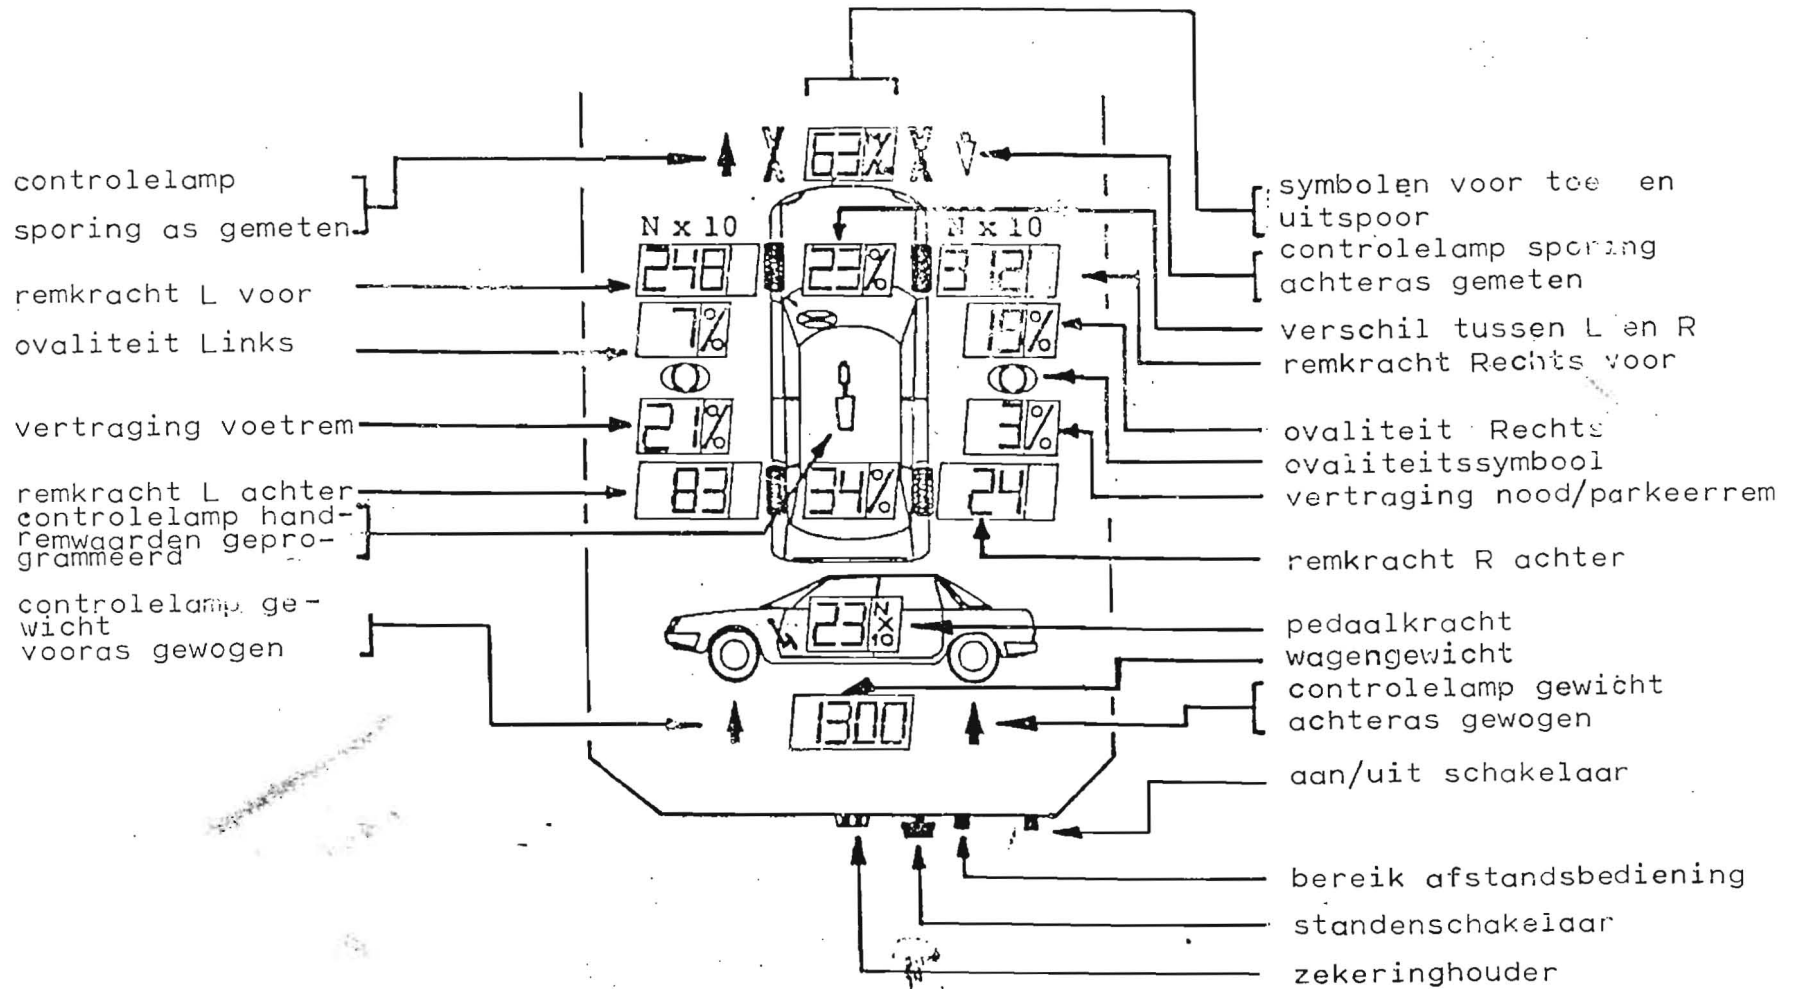 controlelamp
sporing as gemeten
remkracht L voor
ovaliteit Links
vertraging voetrem
remkracht L achter
controlelamp hand-
remwaarden gepro-
grammeerd
controlelamp ge-
wicht
vooras gewogen
63
N x 10
N x 10
248
23%
312
7%
19%
21%
3%
83
34%
24
23 N X 10
1300
symbolen voor toe en
uitspoor
controlelamp sporing
achteras gemeten
verschil tussen L en R
remkracht Rechts voor
ovaliteit Rechts
ovaliteitssymbool
vertraging nood/parkeerrem
remkracht R achter
pedaalkracht
wagengewicht
controlelamp gewicht
achteras gewogen
aan/uit schakelaar
bereik afstandsbediening
standenschakelaar
zekeringhouder